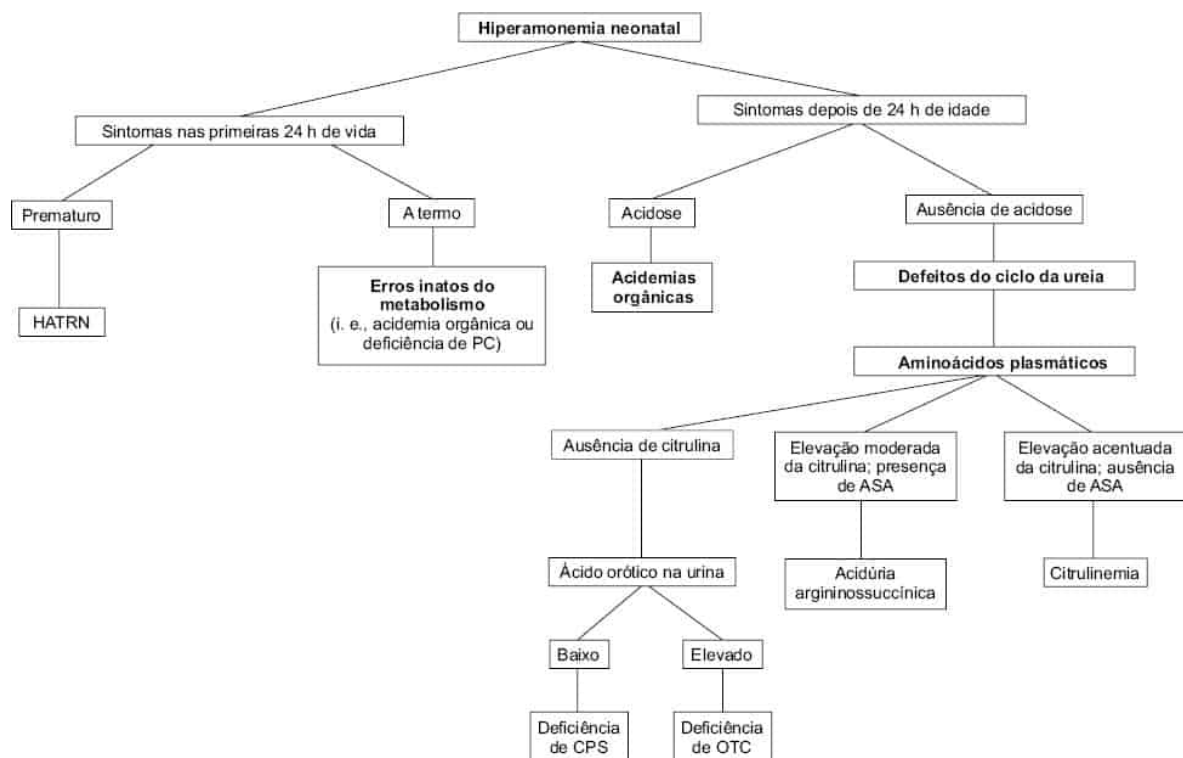 Hiperamonemia neonatal
Sintomas nas primeiras 24 h de vida
Sintomas depois de 24 h de idade
Prematuro
A termo
Acidose
Ausência de acidose
HATRN
Erros inatos do
metabolismo
(i. e., acidemia orgânica ou
deficiência de PC)
Acidemias
orgânicas
Defeitos do ciclo da ureia
Aminoácidos plasmáticos
Ausência de citrulina
Elevação moderada
da citrulina; presença
de ASA
Elevação acentuada
da citrulina; ausência
de ASA
Ácido orótico na urina
Acidúria
argininossuccínica
Citrulinemia
Baixo
Elevado
Deficiência
de CPS
Deficiência
de OTC